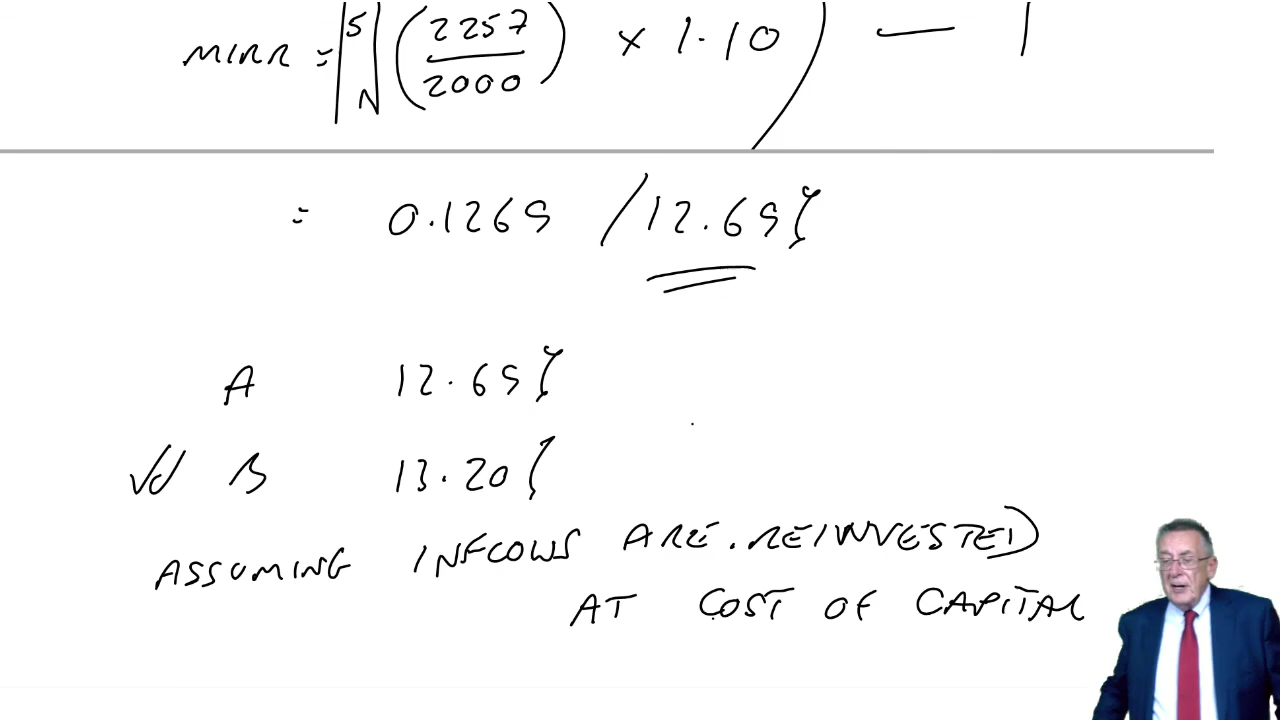 MIRR = 5√((2257/2000) × 1.10) — 1
= 0.1269 / 12.69%
A 12.69%
B 13.20%
ASSUMING INFLOWS ARE REINVESTED
AT COST OF CAPITAL